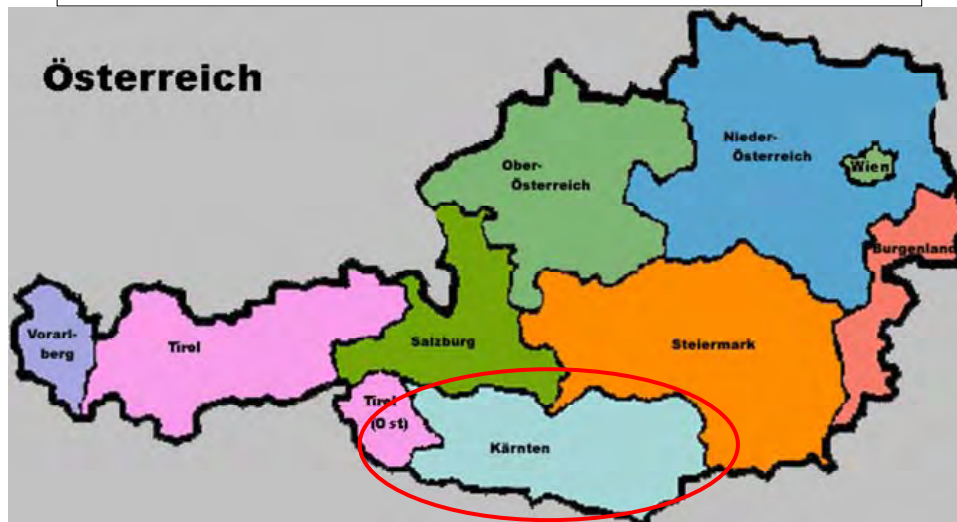 Österreich
Nieder-
Österreich
Wien
Ober-
Österreich
Burgenland
Vorarl-
berg
Tirol
Salzburg
Steiermark
Tirol
(Ost)
Kärnten